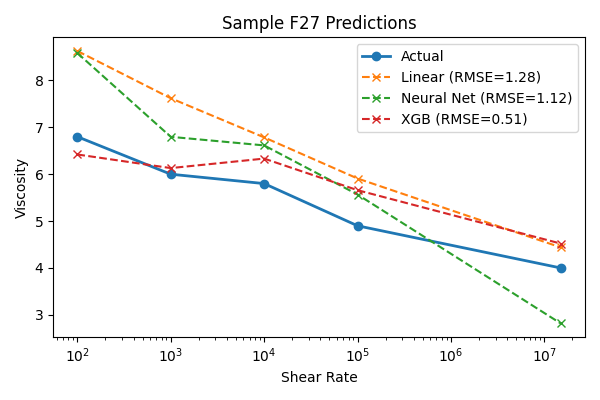 Sample F27 Predictions
Actual
Linear (RMSE=1.28)
Neural Net (RMSE=1.12)
XGB (RMSE=0.51)
Viscosity
8
7
6
5
4
3
10²
10³
10⁴
10⁵
10⁶
10⁷
Shear Rate